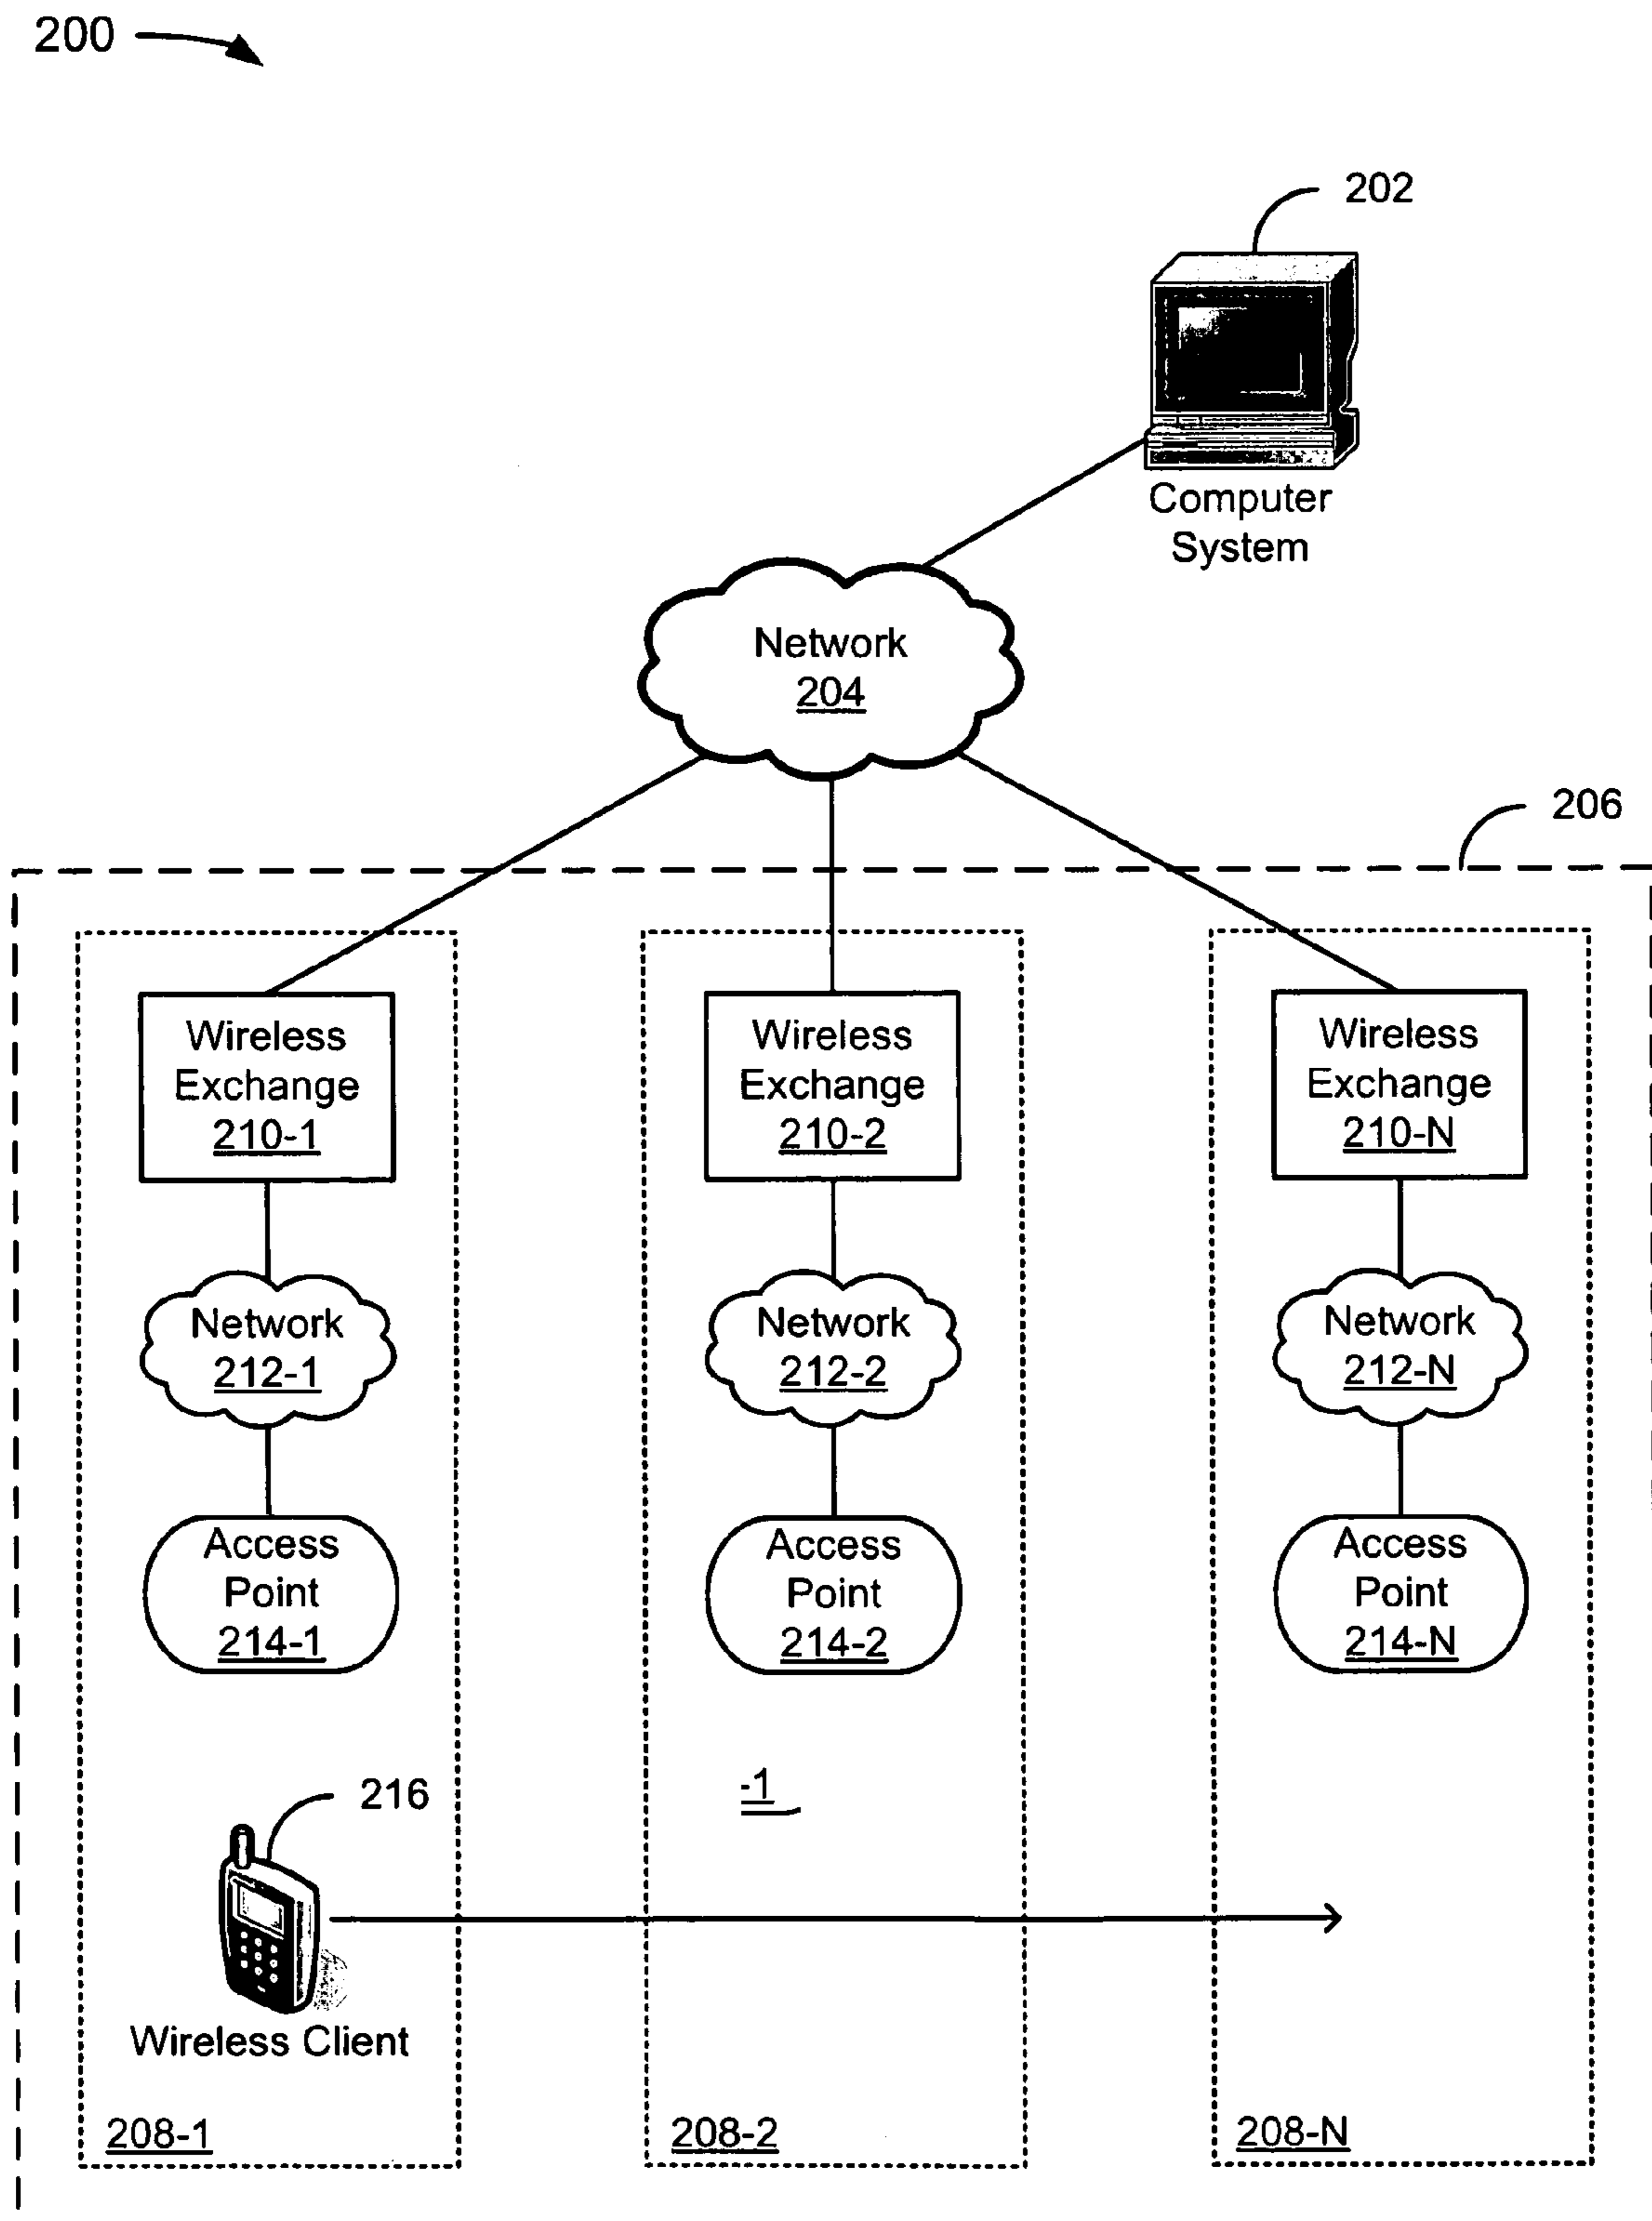 200
202
Computer
System
Network
204
206
Wireless
Exchange
210-1
Wireless
Exchange
210-2
Wireless
Exchange
210-N
Network
212-1
Network
212-2
Network
212-N
Access
Point
214-1
Access
Point
214-2
Access
Point
214-N
-1
216
Wireless Client
208-1
208-2
208-N